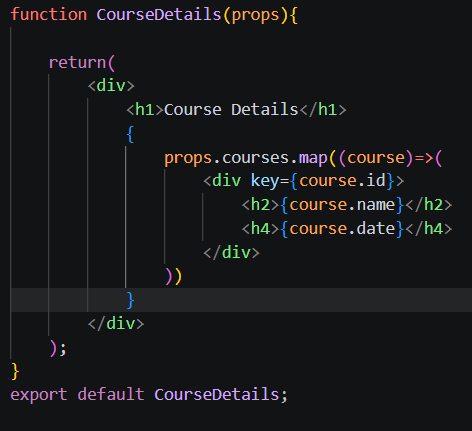 function CourseDetails(props){
return(
<div>
<h1>Course Details</h1>
{
props.courses.map((course)=>(
<div key={course.id}>
<h2>{course.name}</h2>
<h4>{course.date}</h4>
</div>
))
}
</div>
);
}
export default CourseDetails;